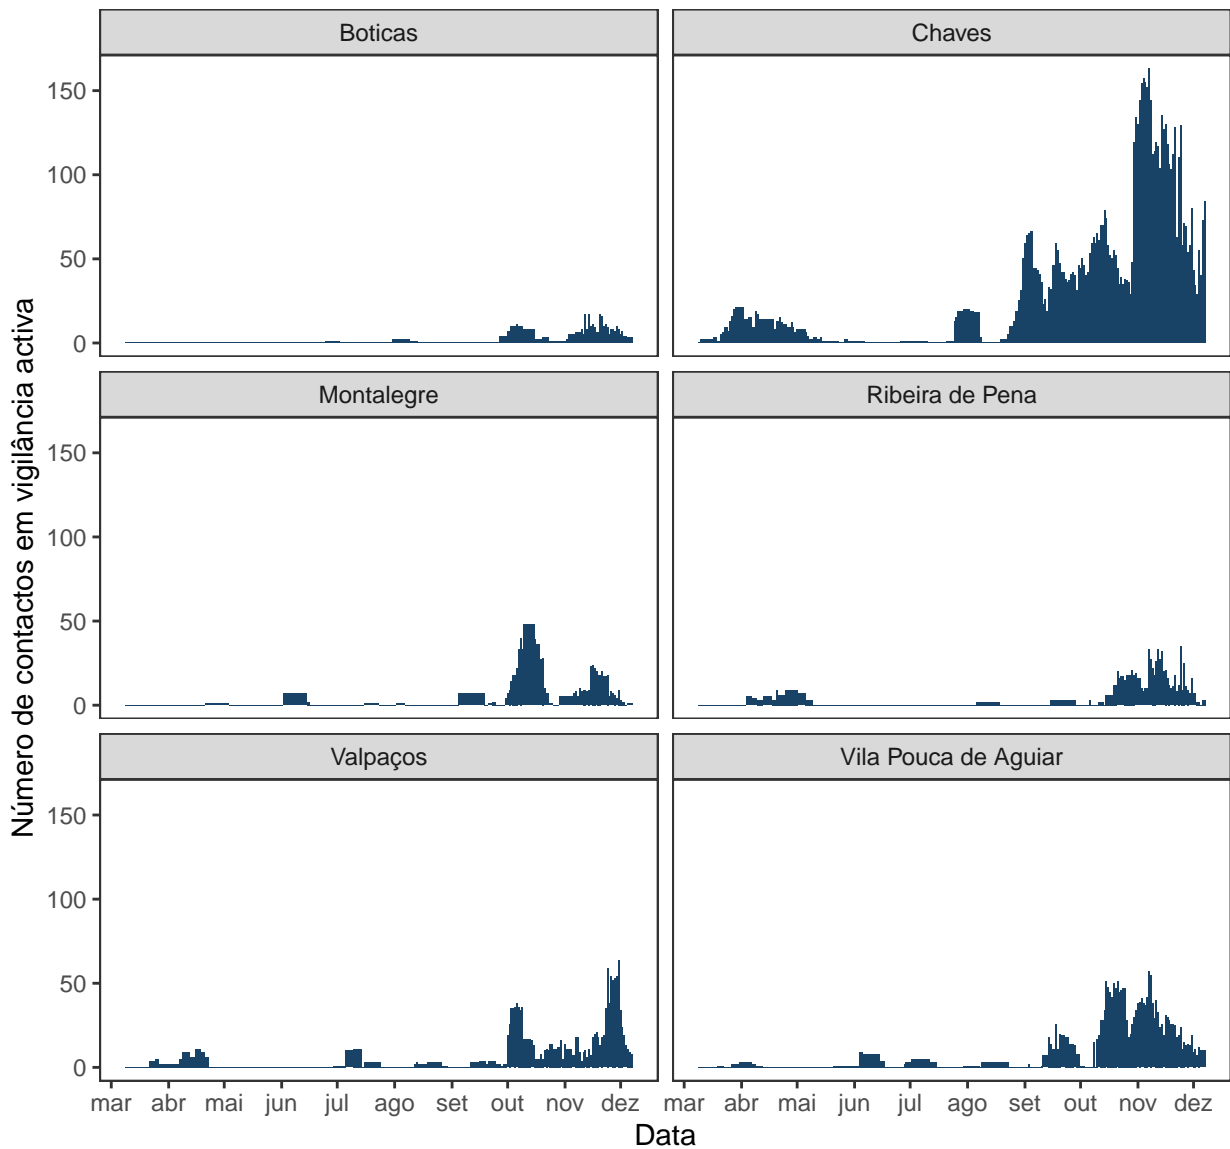 Boticas
Chaves
150
100
50
0
Montalegre
Ribeira de Pena
150
100
50
0
Valpaços
Vila Pouca de Aguiar
150
100
50
0
mar abr mai jun jul ago set out nov dez
mar abr mai jun jul ago set out nov dez
Data
Número de contactos em vigilância activa